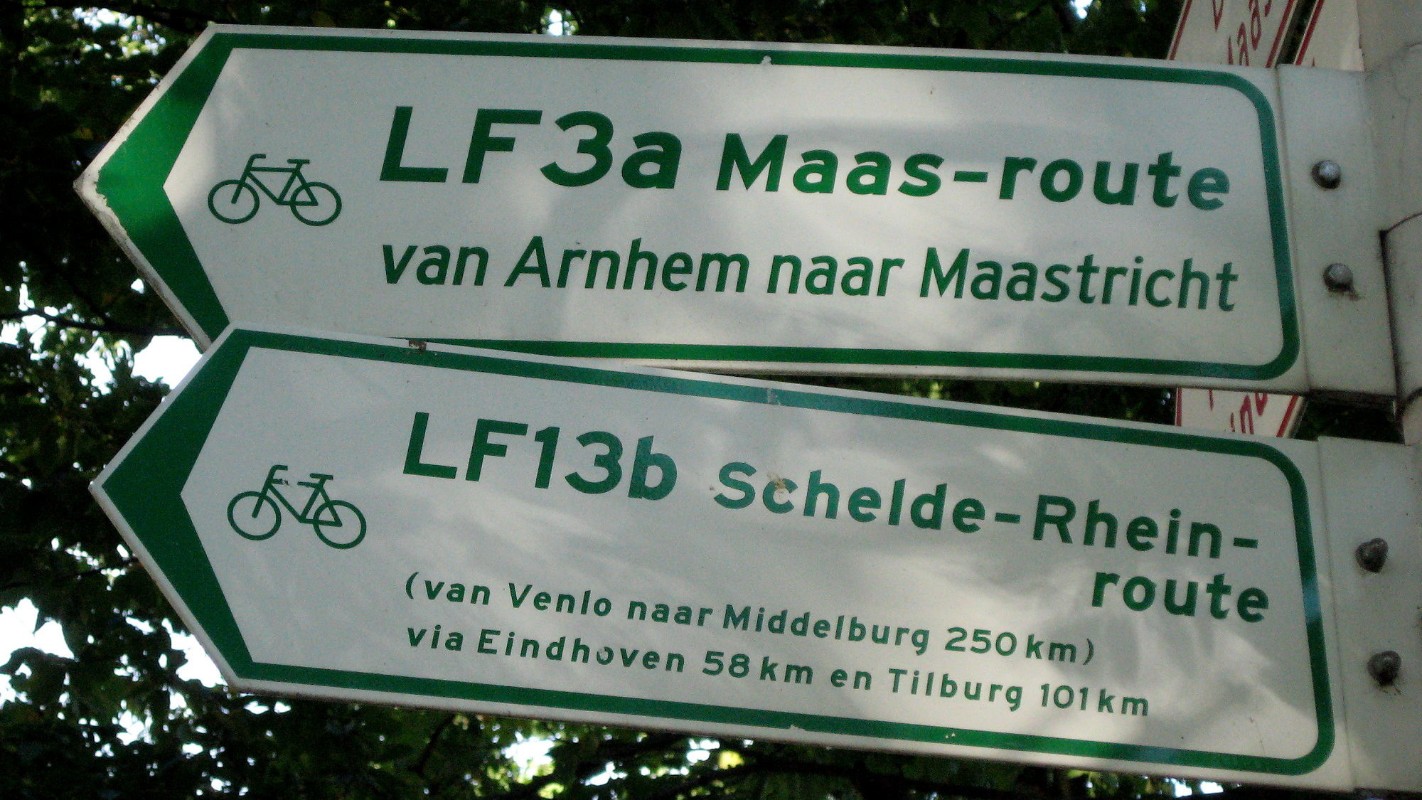 LF3a Maas-route
van Arnhem naar Maastricht
LF13b Schelde-Rhein-
route
(van Venlo naar Middelburg 250 km)
via Eindhoven 58 km en Tilburg 101 km